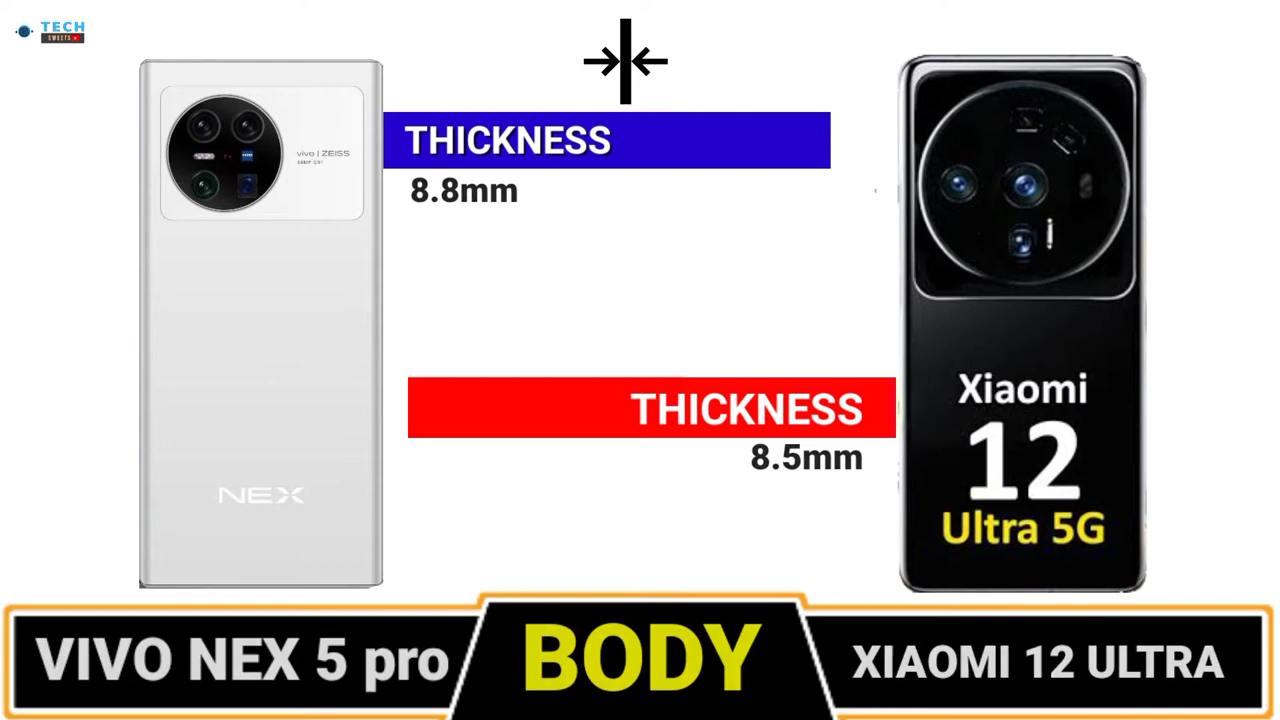 TECH
SWEETS
THICKNESS
8.8mm
vivo | ZEISS
THICKNESS
8.5mm
NEX
Xiaomi
12
Ultra 5G
VIVO NEX 5 pro
BODY
XIAOMI 12 ULTRA